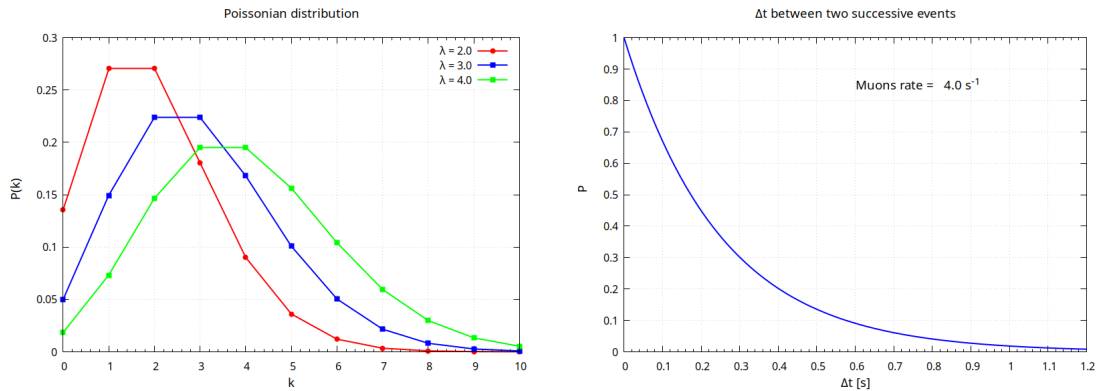 Poissonian distribution
0.3
0.25
0.2
0.15
0.1
0.05
0
P(k)
λ = 2.0
λ = 3.0
λ = 4.0
0 1 2 3 4 5 6 7 8 9 10
k
Δt between two successive events
1
0.9
0.8
0.7
0.6
0.5
0.4
0.3
0.2
0.1
0
P
Muons rate = 4.0 s⁻¹
0 0.1 0.2 0.3 0.4 0.5 0.6 0.7 0.8 0.9 1 1.1 1.2
Δt [s]